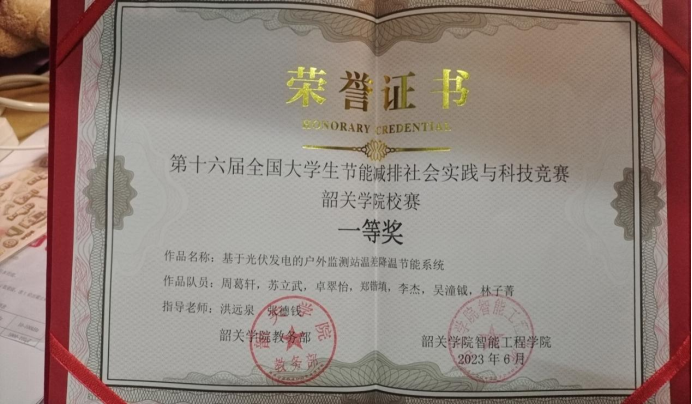 荣誉证书
HONORARY CREDENTIAL
第十六届全国大学生节能减排社会实践与科技竞赛
韶关学院校赛
一等奖
作品名称：基于光伏发电的户外监测站温差降温节能系统
作品队员：周葛轩，苏立武，卓翠怡，郑锴填，李杰，吴潼钺，林子菁
指导老师：洪远泉 张德钱
韶关学院教务部
教务部
韶关学院智能工程学院
2023年6月